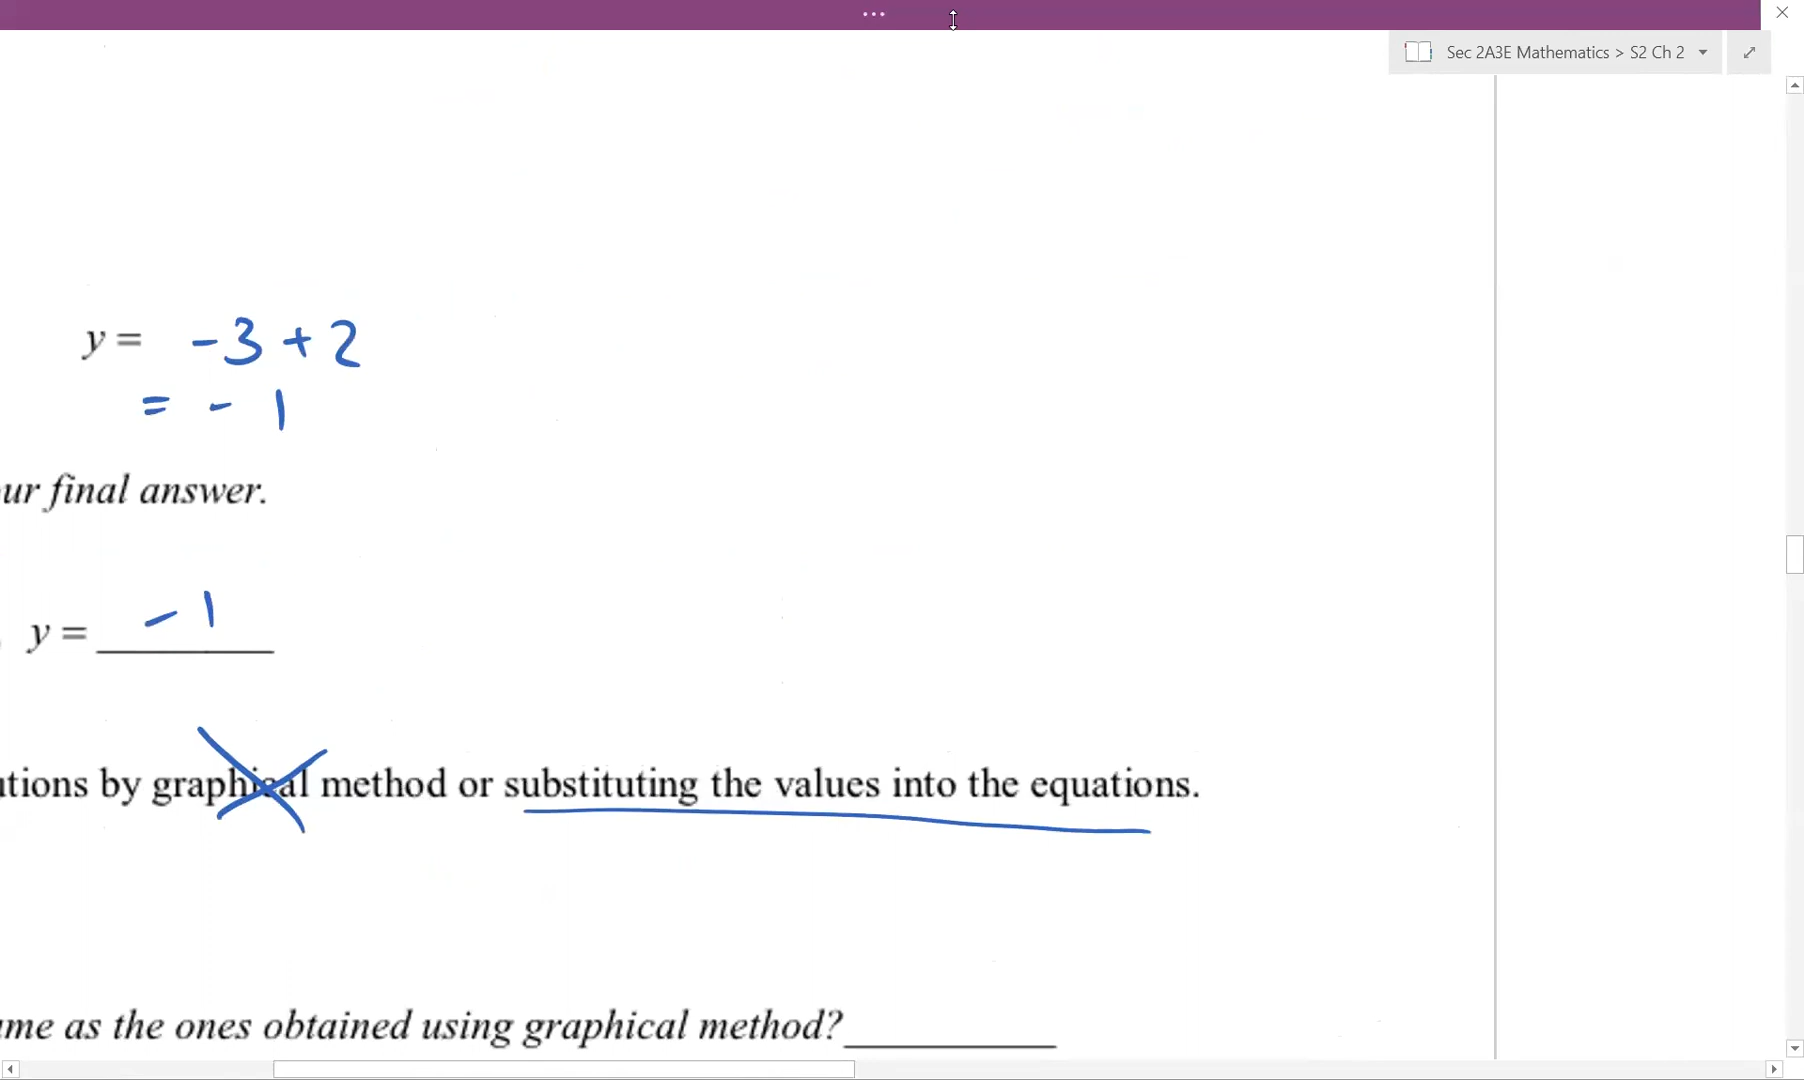 Sec 2A3E Mathematics > S2 Ch 2
y = -3 + 2
= - 1
ur final answer.
y = - 1
tions by graphical method or substituting the values into the equations.
me as the ones obtained using graphical method?